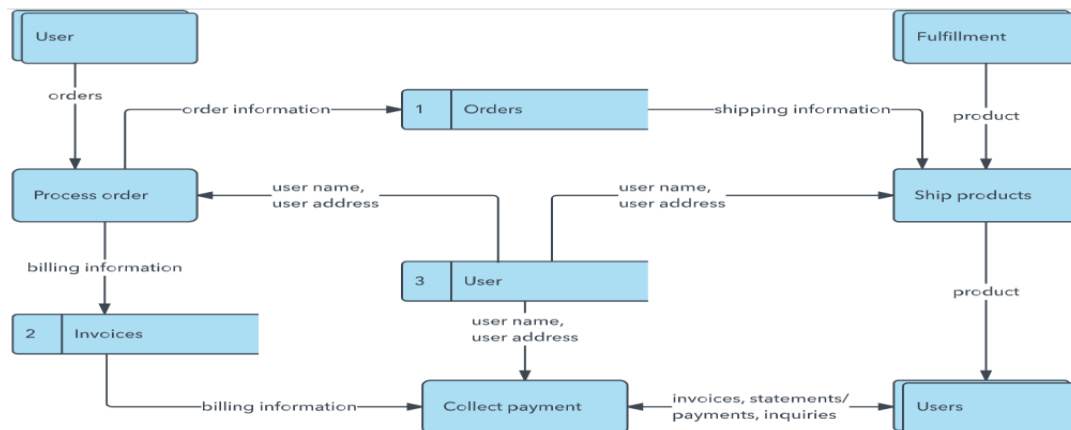 User
Fulfillment
orders
order information
1 Orders
shipping information
product
Process order
user name,
user address
user name,
user address
Ship products
billing information
3 User
product
2 Invoices
user name,
user address
billing information
Collect payment
invoices, statements/
payments, inquiries
Users